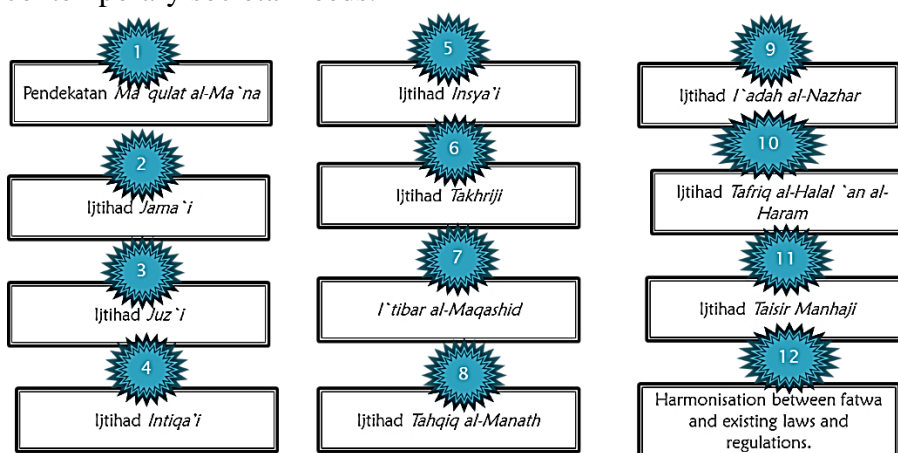 1
Pendekatan Ma`qulat al-Ma`na
2
Ijtihad Jama`i
3
Ijtihad Juz`i
4
Ijtihad Intiqa'i
5
Ijtihad Insya'i
6
Ijtihad Takhriji
7
I`tibar al-Maqashid
8
Ijtihad Tahqiq al-Manath
9
Ijtihad I`adah al-Nazhar
10
Ijtihad Tafriq al-Halal `an al-
Haram
11
Ijtihad Taisir Manhaji
12
Harmonisation between fatwa
and existing laws and
regulations.